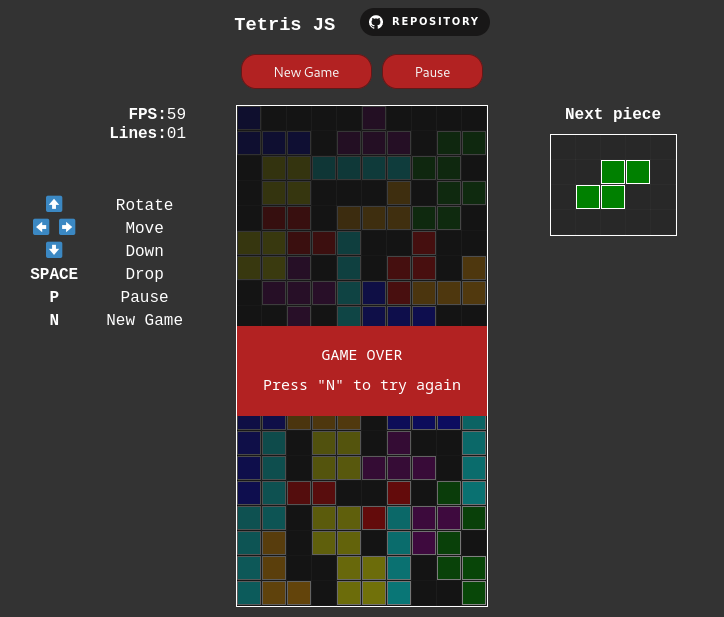 Tetris JS
REPOSITORY
New Game
Pause
FPS:59
Lines:01
Rotate
Move
Down
SPACE Drop
P Pause
N New Game
Next piece
GAME OVER
Press "N" to try again